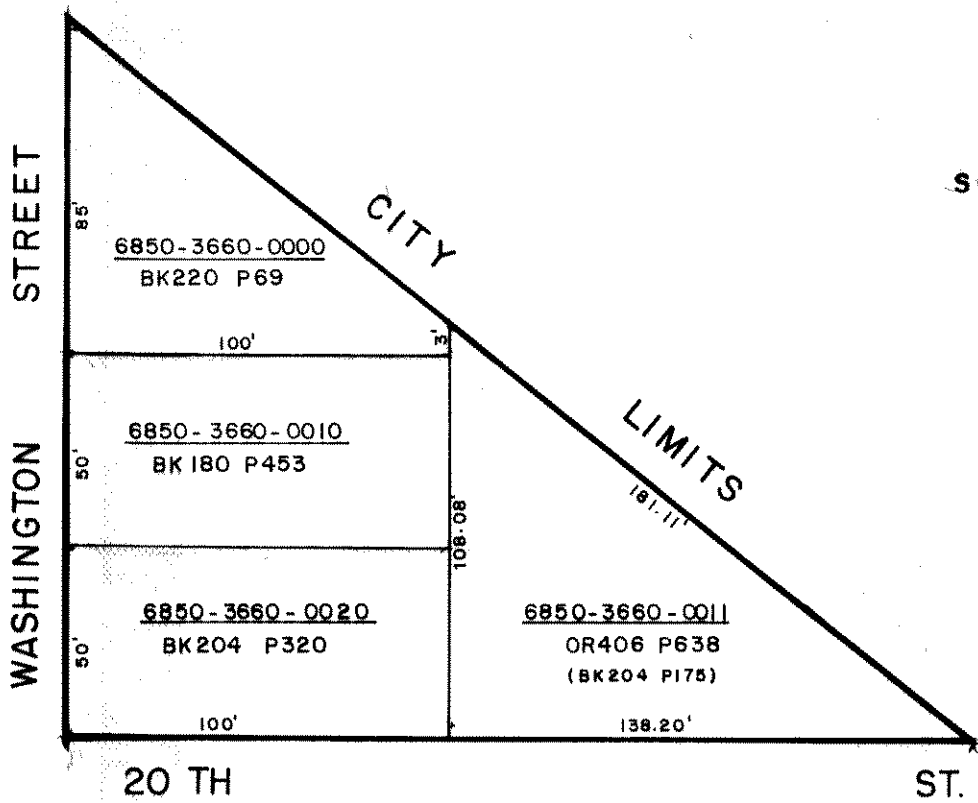 S
WASHINGTON STREET
CITY LIMITS
85'
6850-3660-0000
BK220 P69
100'
3'
50'
6850-3660-0010
BK180 P453
108.08'
181.11'
50'
6850-3660-0020
BK204 P320
100'
6850-3660-0011
OR406 P638
(BK204 P175)
138.20'
20 TH ST.